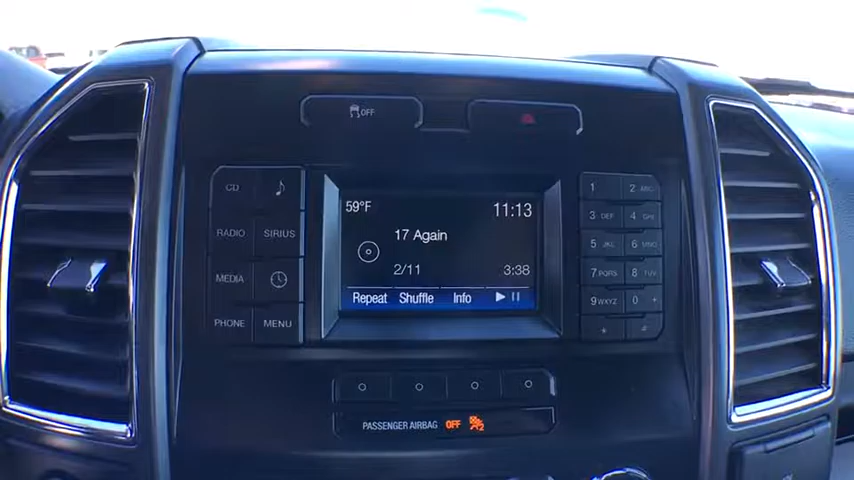 OFF
CD
RADIO SIRIUS
MEDIA
PHONE MENU
59°F 11:13
17 Again
2/11 3:38
Repeat Shuffle Info
1 2 ABC
3 DEF 4 GHI
5 JKL 6 MNO
7 PQRS 8 TUV
9 WXYZ 0 +
PASSENGER AIRBAG OFF 2